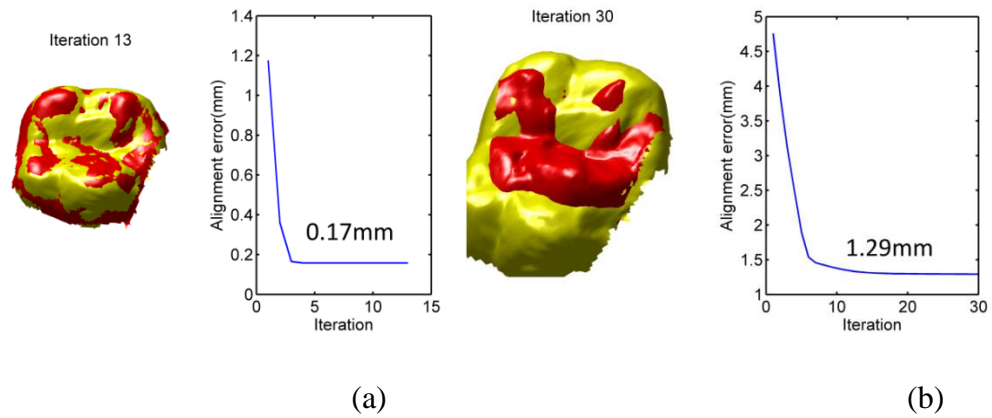 Iteration 13
Alignment error(mm)
1.4
1.2
1
0.8
0.6
0.4
0.2
0
0 5 10 15
Iteration
0.17mm
Iteration 30
Alignment error(mm)
5
4.5
4
3.5
3
2.5
2
1.5
1
0 10 20 30
Iteration
1.29mm
(a) (b)